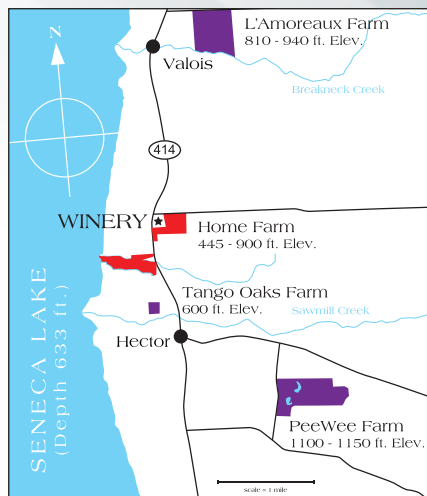 L'Amoreaux Farm
810 - 940 ft. Elev.
N
Valois
Breakneck Creek
414
WINERY
Home Farm
445 - 900 ft. Elev.
SENECA LAKE
(Depth 633 ft.)
Tango Oaks Farm
600 ft. Elev.
Sawmill Creek
Hector
PeeWee Farm
1100 - 1150 ft. Elev.
scale = 1 mile